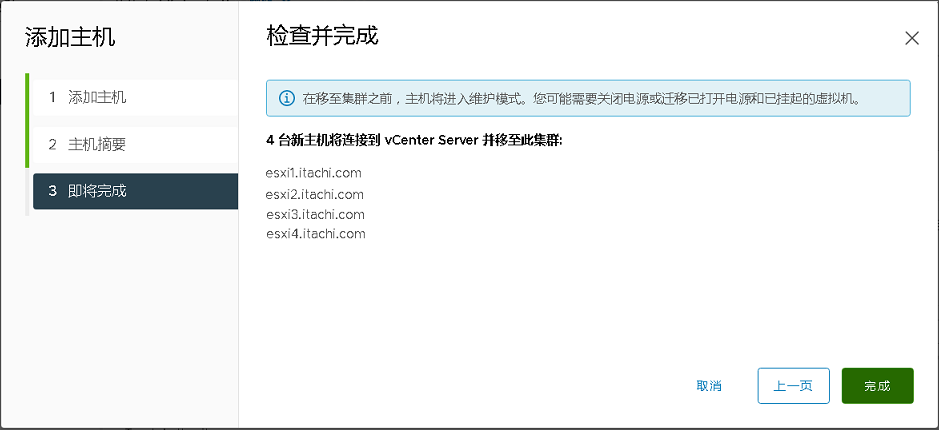 添加主机
1 添加主机
2 主机摘要
3 即将完成
检查并完成
在移至集群之前，主机将进入维护模式。您可能需要关闭电源或迁移已打开电源和已挂起的虚拟机。
4 台新主机将连接到 vCenter Server 并移至此集群:
esxi1.itachi.com
esxi2.itachi.com
esxi3.itachi.com
esxi4.itachi.com
取消
上一页
完成